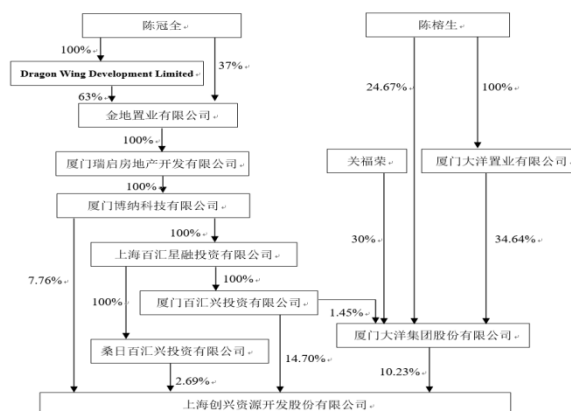 陈冠全
陈榕生
100%
37%
24.67%
100%
Dragon Wing Development Limited
63%
金地置业有限公司
100%
厦门瑞启房地产开发有限公司
关福荣
厦门大洋置业有限公司
100%
厦门博纳科技有限公司
100%
30%
34.64%
上海百汇星融投资有限公司
7.76%
100%
100%
厦门百汇兴投资有限公司
1.45%
厦门大洋集团股份有限公司
桑日百汇兴投资有限公司
14.70%
10.23%
2.69%
上海创兴资源开发股份有限公司